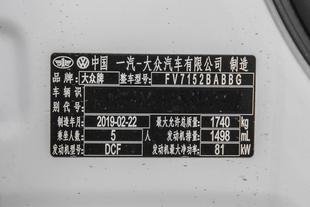 中国 一汽-大众汽车有限公司 制造
品牌 大众牌 整车型号: FV7152BABBG
车辆识
别代号:
制造年月 2019-02-22 最大允许总质量 1740 kg
乘坐人数 5 人 发动机排量 1498 mL
发动机型号 DCF 发动机最大净功率 81 kW